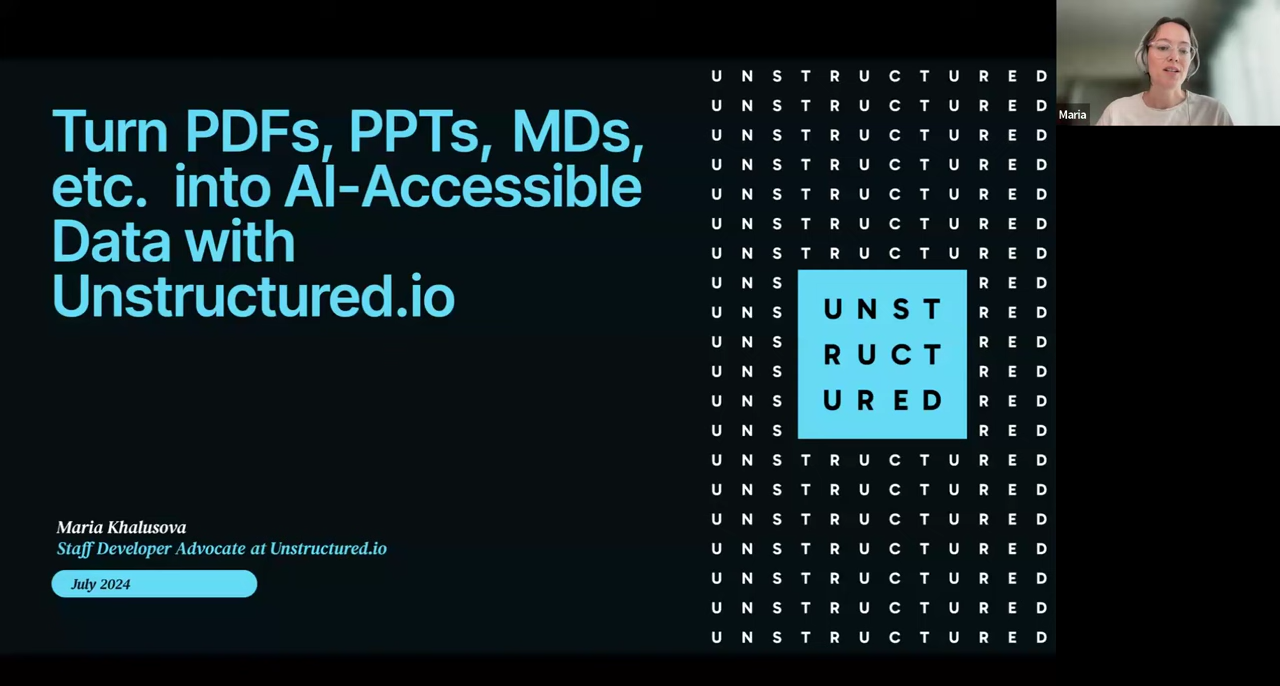 Turn PDFs, PPTs, MDs,
etc. into AI-Accessible
Data with
Unstructured.io
Maria Khalusova
Staff Developer Advocate at Unstructured.io
July 2024
U N S T R U C T U R E D
U N S T R U C T U R E D
U N S T R U C T U R E D
U N S T R U C T U R E D
U N S T R U C T U R E D
U N S T R U C T U R E D
U N S T R U C T U R E D
U N S R E D
U N S R E D
U N S R E D
U N S R E D
U N S R E D
U N S R E D
U N S T
R U C T
U R E D
U N S T R U C T U R E D
U N S T R U C T U R E D
U N S T R U C T U R E D
U N S T R U C T U R E D
U N S T R U C T U R E D
U N S T R U C T U R E D
U N S T R U C T U R E D
Maria